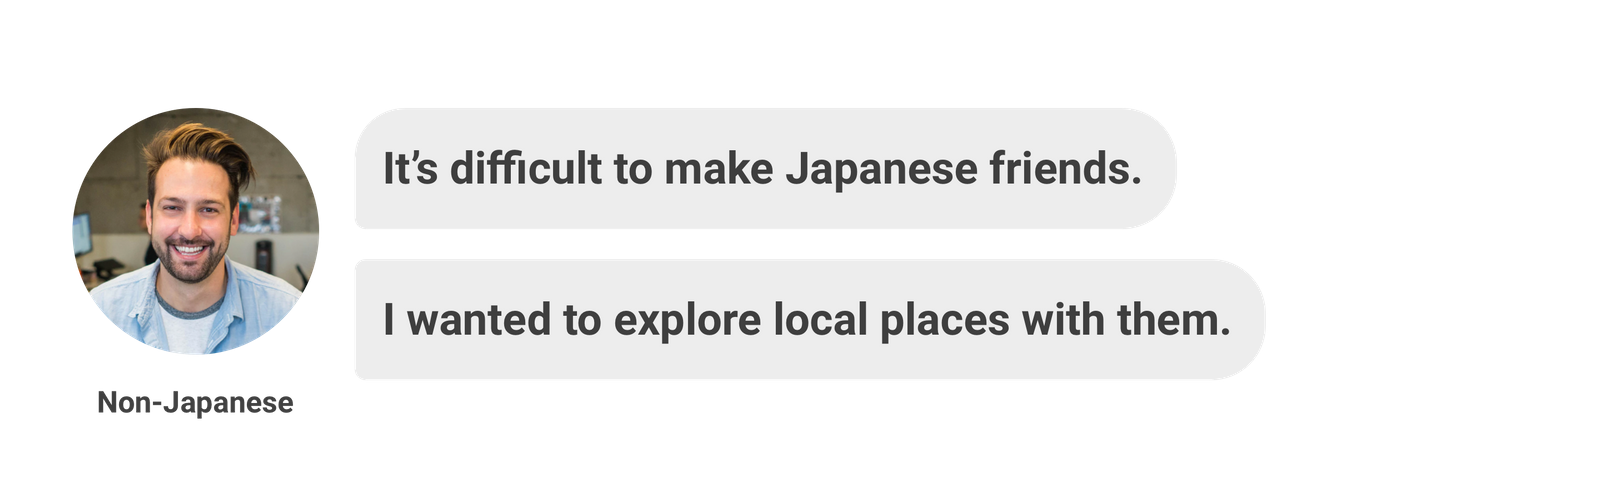 It’s difficult to make Japanese friends.
I wanted to explore local places with them.
Non-Japanese